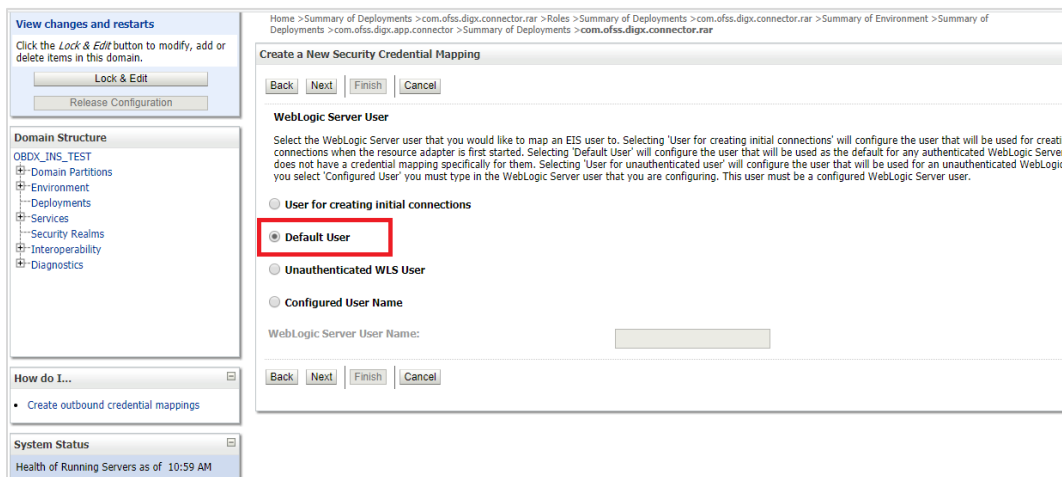 View changes and restarts
Click the Lock & Edit button to modify, add or
delete items in this domain.
Lock & Edit
Release Configuration
Domain Structure
OBDX_INS_TEST
Domain Partitions
Environment
Deployments
Services
Security Realms
Interoperability
Diagnostics
How do I...
Create outbound credential mappings
System Status
Health of Running Servers as of 10:59 AM
Home >Summary of Deployments >com.ofss.digx.connector.rar >Roles >Summary of Deployments >com.ofss.digx.connector.rar >Summary of Environment >Summary of
Deployments >com.ofss.digx.app.connector >Summary of Deployments >com.ofss.digx.connector.rar
Create a New Security Credential Mapping
Back Next Finish Cancel
WebLogic Server User
Select the WebLogic Server user that you would like to map an EIS user to. Selecting 'User for creating initial connections' will configure the user that will be used for creati
connections when the resource adapter is first started. Selecting 'Default User' will configure the user that will be used as the default for any authenticated WebLogic Server
does not have a credential mapping specifically for them. Selecting 'User for unauthenticated user' will configure the user that will be used for an unauthenticated WebLogic
you select 'Configured User' you must type in the WebLogic Server user that you are configuring. This user must be a configured WebLogic Server user.
User for creating initial connections
Default User
Unauthenticated WLS User
Configured User Name
WebLogic Server User Name:
Back Next Finish Cancel